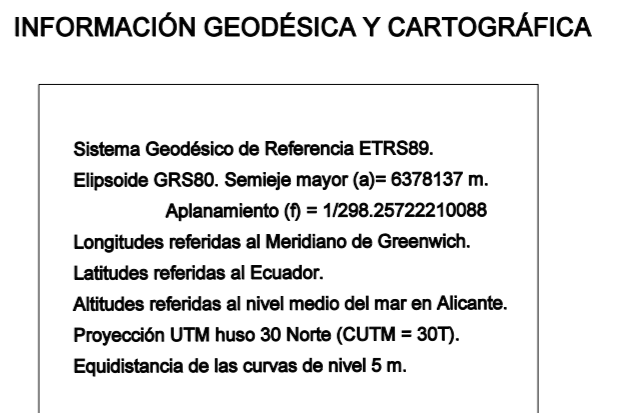 INFORMACIÓN GEODÉSICA Y CARTOGRÁFICA
Sistema Geodésico de Referencia ETRS89.
Elipsoide GRS80. Semieje mayor (a)= 6378137 m.
Aplanamiento (f) = 1/298.25722210088
Longitudes referidas al Meridiano de Greenwich.
Latitudes referidas al Ecuador.
Altitudes referidas al nivel medio del mar en Alicante.
Proyección UTM huso 30 Norte (CUTM = 30T).
Equidistancia de las curvas de nivel 5 m.